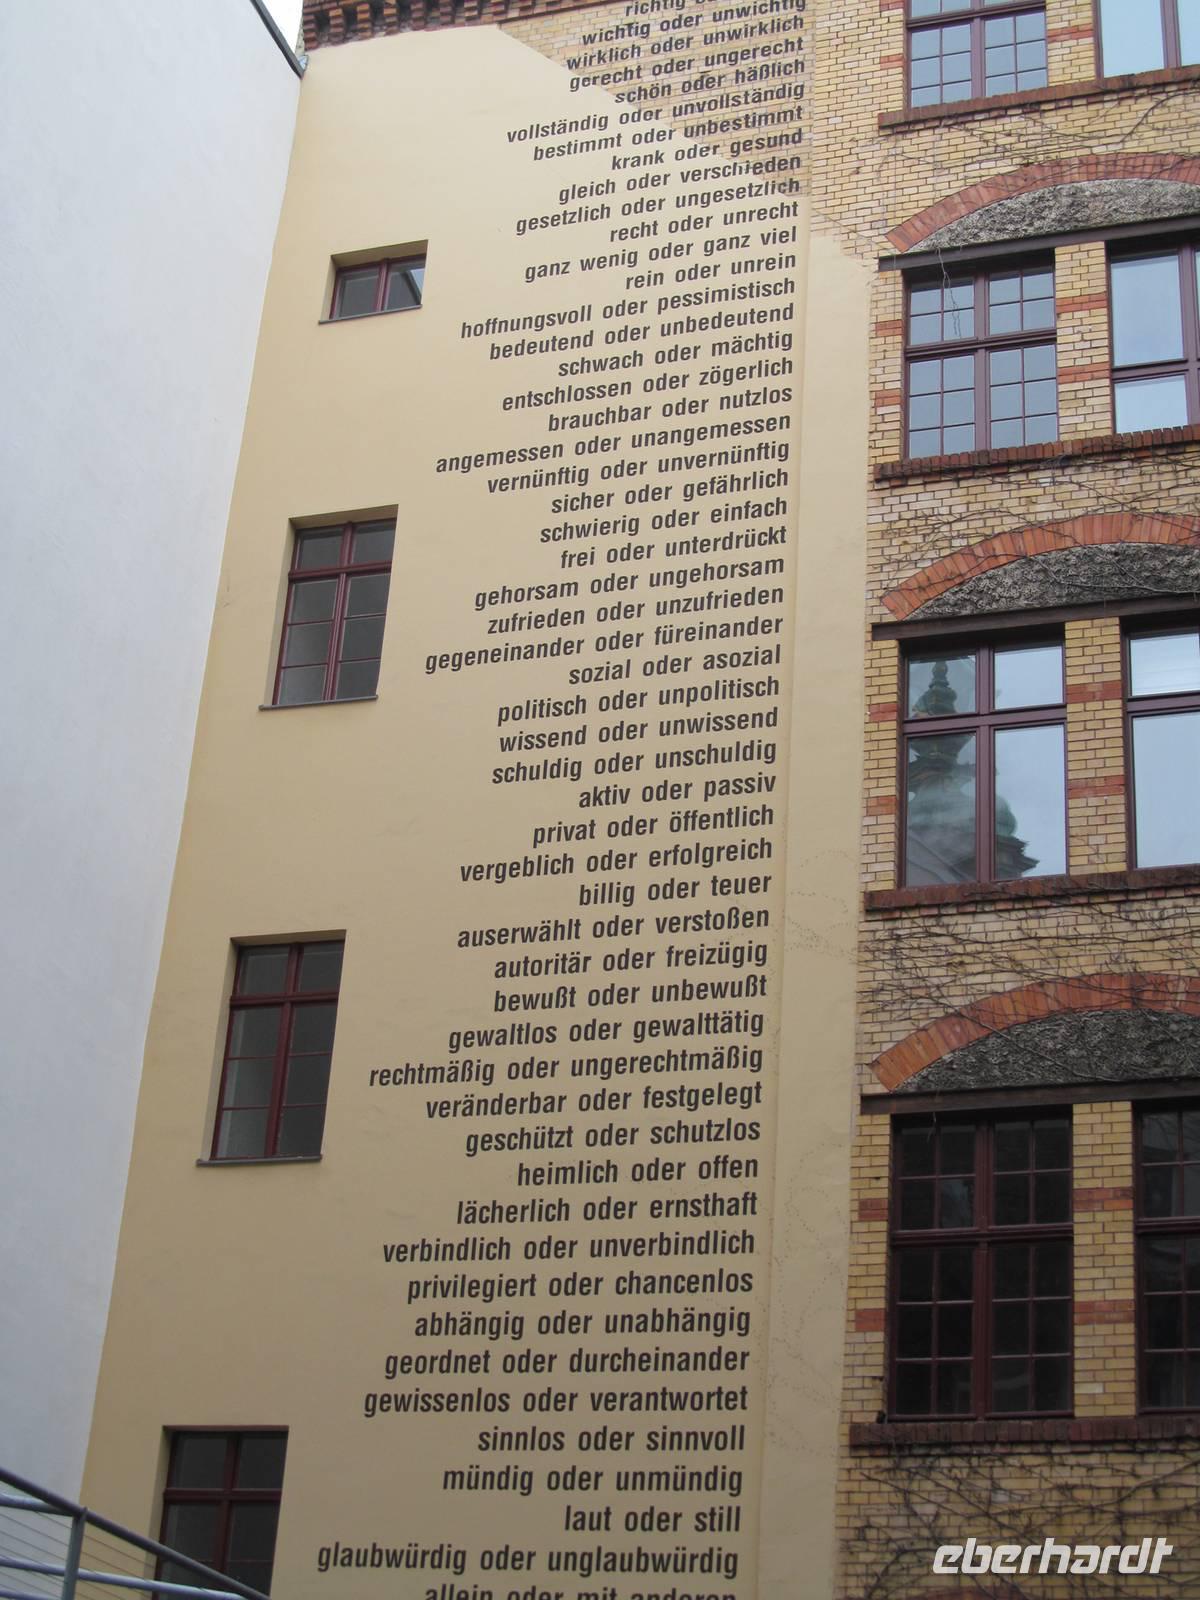 richtig
wichtig oder unwichtig
wirklich oder unwirklich
gerecht oder ungerecht
schön oder häßlich
vollständig oder unvollständig
bestimmt oder unbestimmt
krank oder gesund
gleich oder verschieden
gesetzlich oder ungesetzlich
recht oder unrecht
ganz wenig oder ganz viel
rein oder unrein
hoffnungsvoll oder pessimistisch
bedeutend oder unbedeutend
schwach oder mächtig
entschlossen oder zögerlich
brauchbar oder nutzlos
angemessen oder unangemessen
vernünftig oder unvernünftig
sicher oder gefährlich
schwierig oder einfach
frei oder unterdrückt
gehorsam oder ungehorsam
zufrieden oder unzufrieden
gegeneinander oder füreinander
sozial oder asozial
politisch oder unpolitisch
wissend oder unwissend
schuldig oder unschuldig
aktiv oder passiv
privat oder öffentlich
vergeblich oder erfolgreich
billig oder teuer
auserwählt oder verstoßen
autoritär oder freizügig
bewußt oder unbewußt
gewaltlos oder gewalttätig
rechtmäßig oder ungerechtmäßig
veränderbar oder festgelegt
geschützt oder schutzlos
heimlich oder offen
lächerlich oder ernsthaft
verbindlich oder unverbindlich
privilegiert oder chancenlos
abhängig oder unabhängig
geordnet oder durcheinander
gewissenlos oder verantwortet
sinnlos oder sinnvoll
mündig oder unmündig
laut oder still
glaubwürdig oder unglaubwürdig
allein oder mit anderen
eberhardt